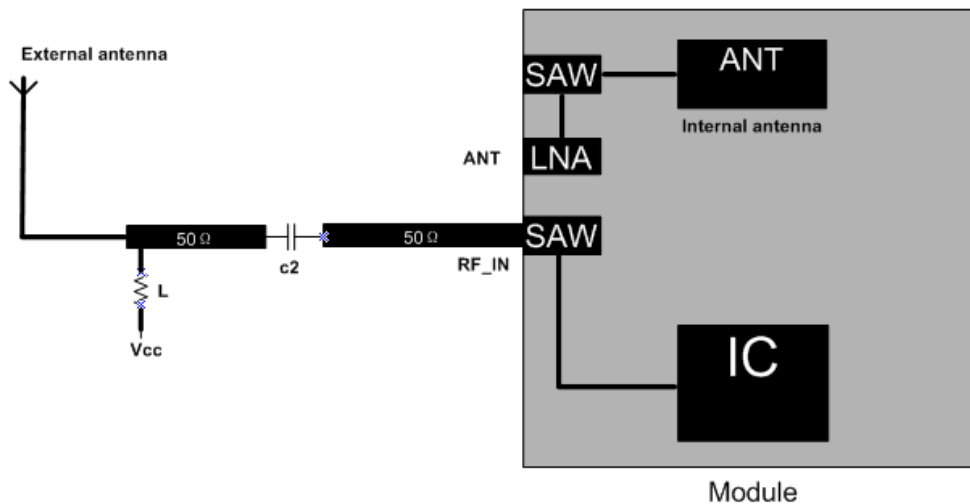 External antenna
SAW
ANT
Internal antenna
ANT
LNA
50 Ω
c2
50 Ω
SAW
RF_IN
L
Vcc
IC
Module